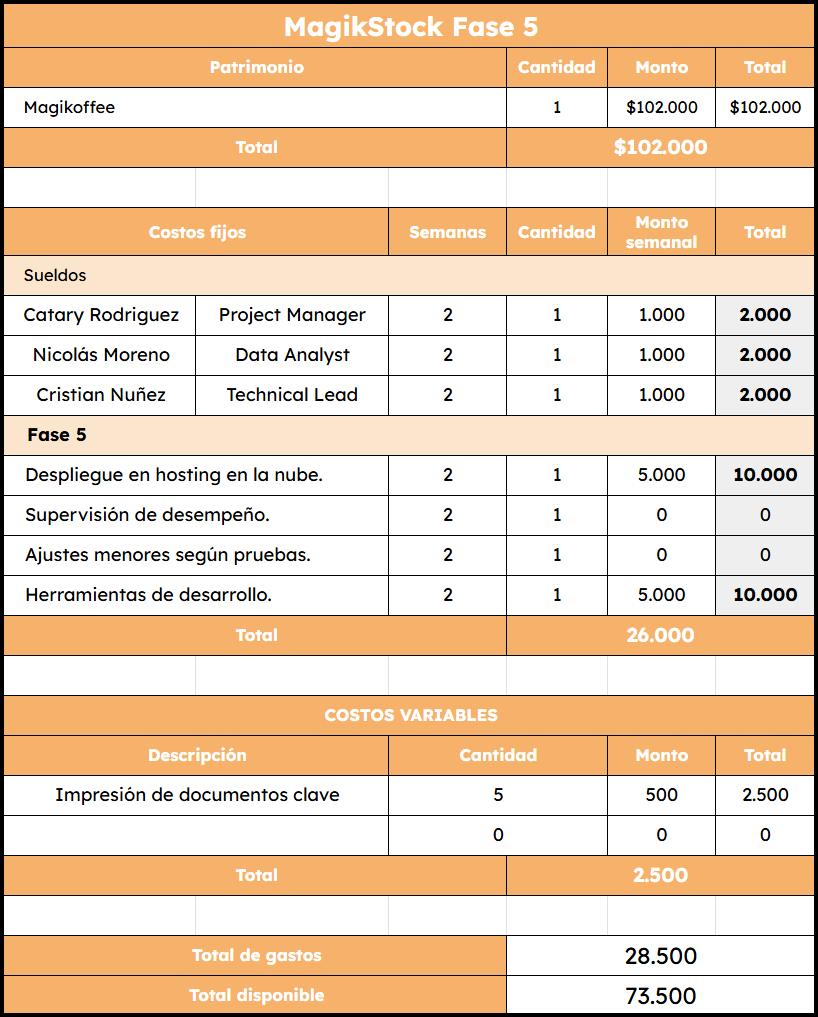 MagikStock Fase 5
Patrimonio Cantidad Monto Total
Magikoffee 1 $102.000 $102.000
Total $102.000
Costos fijos Semanas Cantidad Monto semanal Total
Sueldos
Catary Rodriguez Project Manager 2 1 1.000 2.000
Nicolás Moreno Data Analyst 2 1 1.000 2.000
Cristian Nuñez Technical Lead 2 1 1.000 2.000
Fase 5
Despliegue en hosting en la nube. 2 1 5.000 10.000
Supervisión de desempeño. 2 1 0 0
Ajustes menores según pruebas. 2 1 0 0
Herramientas de desarrollo. 2 1 5.000 10.000
Total 26.000
COSTOS VARIABLES
Descripción Cantidad Monto Total
Impresión de documentos clave 5 500 2.500
0 0 0
Total 2.500
Total de gastos 28.500
Total disponible 73.500